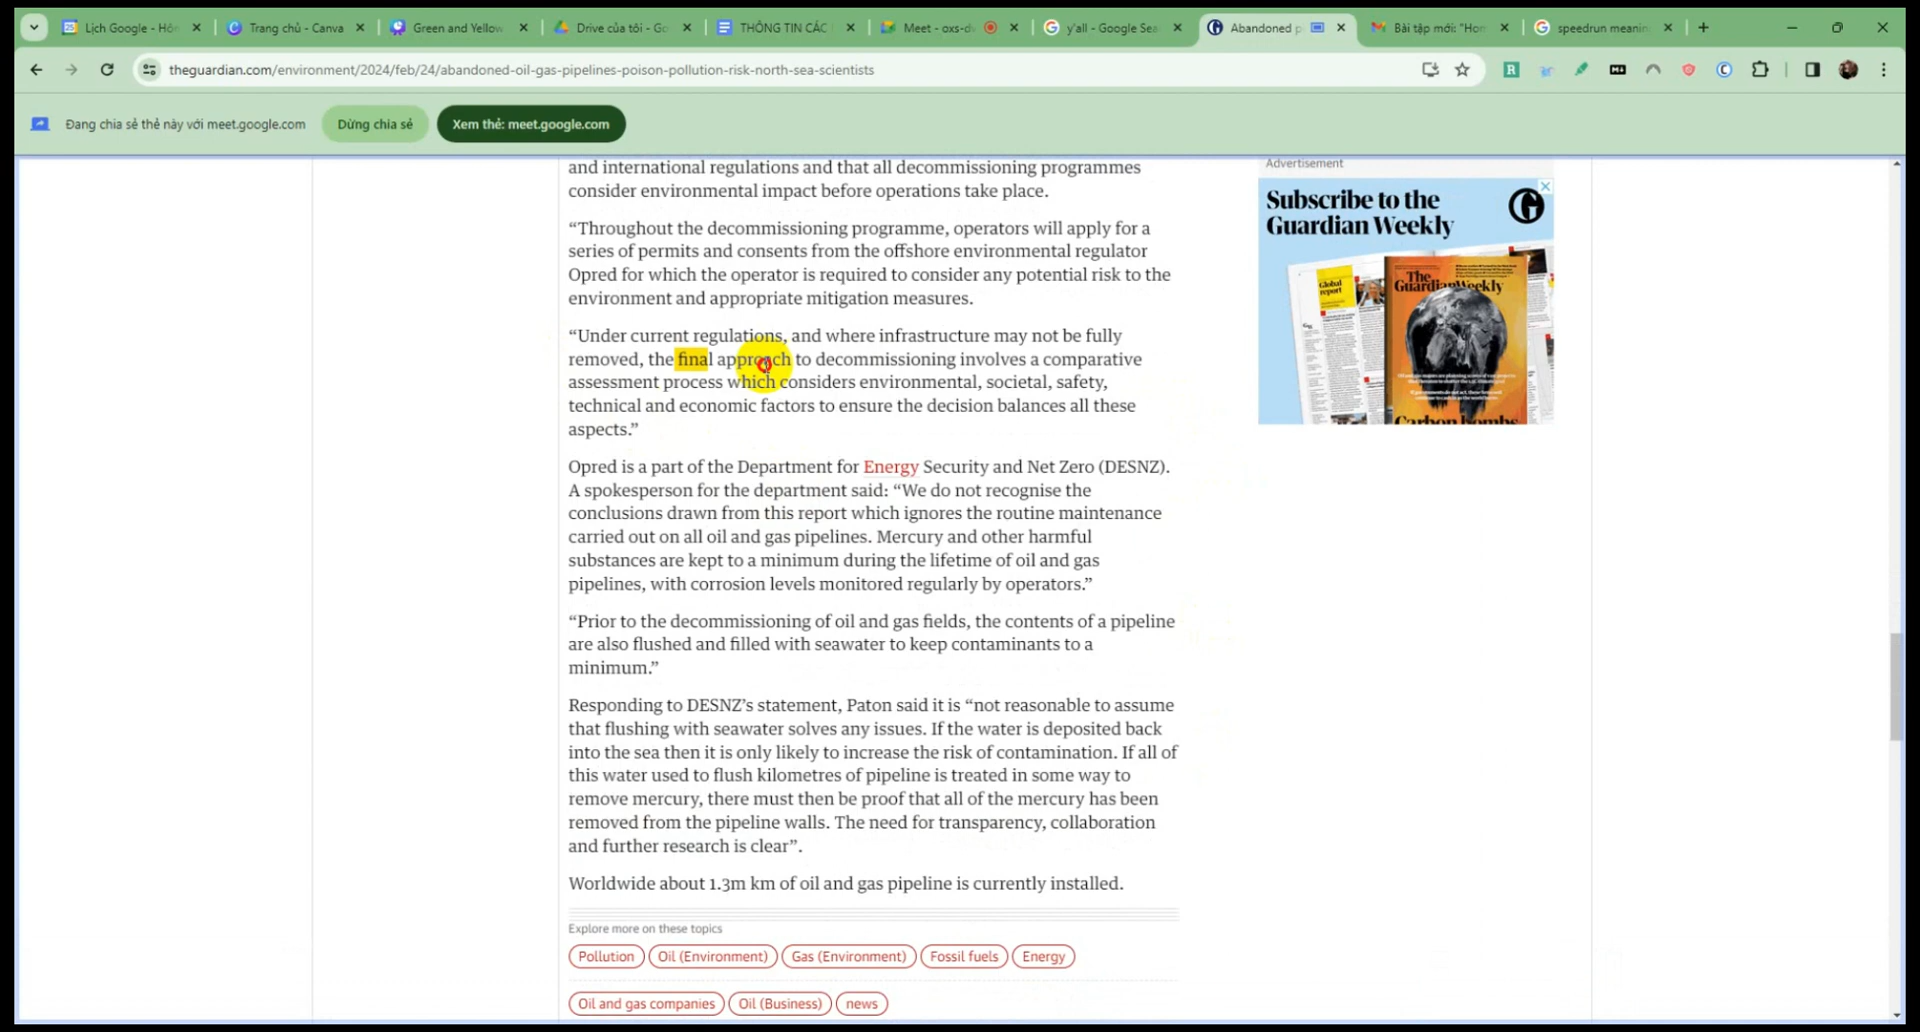 Lịch Google - Hồn
Trang chủ - Canva
Green and Yellow
Drive của tôi - Go
THÔNG TIN CÁC
Meet - oxs-dv
y'all - Google Sea
Abandoned p
Bài tập mới: "Hon
speedrun meanin
theguardian.com/environment/2024/feb/24/abandoned-oil-gas-pipelines-poison-pollution-risk-north-sea-scientists
Đang chia sẻ thẻ này với meet.google.com
Dừng chia sẻ
Xem thẻ: meet.google.com
and international regulations and that all decommissioning programmes
consider environmental impact before operations take place.
“Throughout the decommissioning programme, operators will apply for a
series of permits and consents from the offshore environmental regulator
Opred for which the operator is required to consider any potential risk to the
environment and appropriate mitigation measures.
“Under current regulations, and where infrastructure may not be fully
removed, the final approach to decommissioning involves a comparative
assessment process which considers environmental, societal, safety,
technical and economic factors to ensure the decision balances all these
aspects.”
Opred is a part of the Department for Energy Security and Net Zero (DESNZ).
A spokesperson for the department said: “We do not recognise the
conclusions drawn from this report which ignores the routine maintenance
carried out on all oil and gas pipelines. Mercury and other harmful
substances are kept to a minimum during the lifetime of oil and gas
pipelines, with corrosion levels monitored regularly by operators.”
“Prior to the decommissioning of oil and gas fields, the contents of a pipeline
are also flushed and filled with seawater to keep contaminants to a
minimum.”
Responding to DESNZ’s statement, Paton said it is “not reasonable to assume
that flushing with seawater solves any issues. If the water is deposited back
into the sea then it is only likely to increase the risk of contamination. If all of
this water used to flush kilometres of pipeline is treated in some way to
remove mercury, there must then be proof that all of the mercury has been
removed from the pipeline walls. The need for transparency, collaboration
and further research is clear”.
Worldwide about 1.3m km of oil and gas pipeline is currently installed.
Explore more on these topics
Pollution
Oil (Environment)
Gas (Environment)
Fossil fuels
Energy
Oil and gas companies
Oil (Business)
news
Advertisement
Subscribe to the
Guardian Weekly
Global
report
The
Guardian Weekly
Carbon bombs